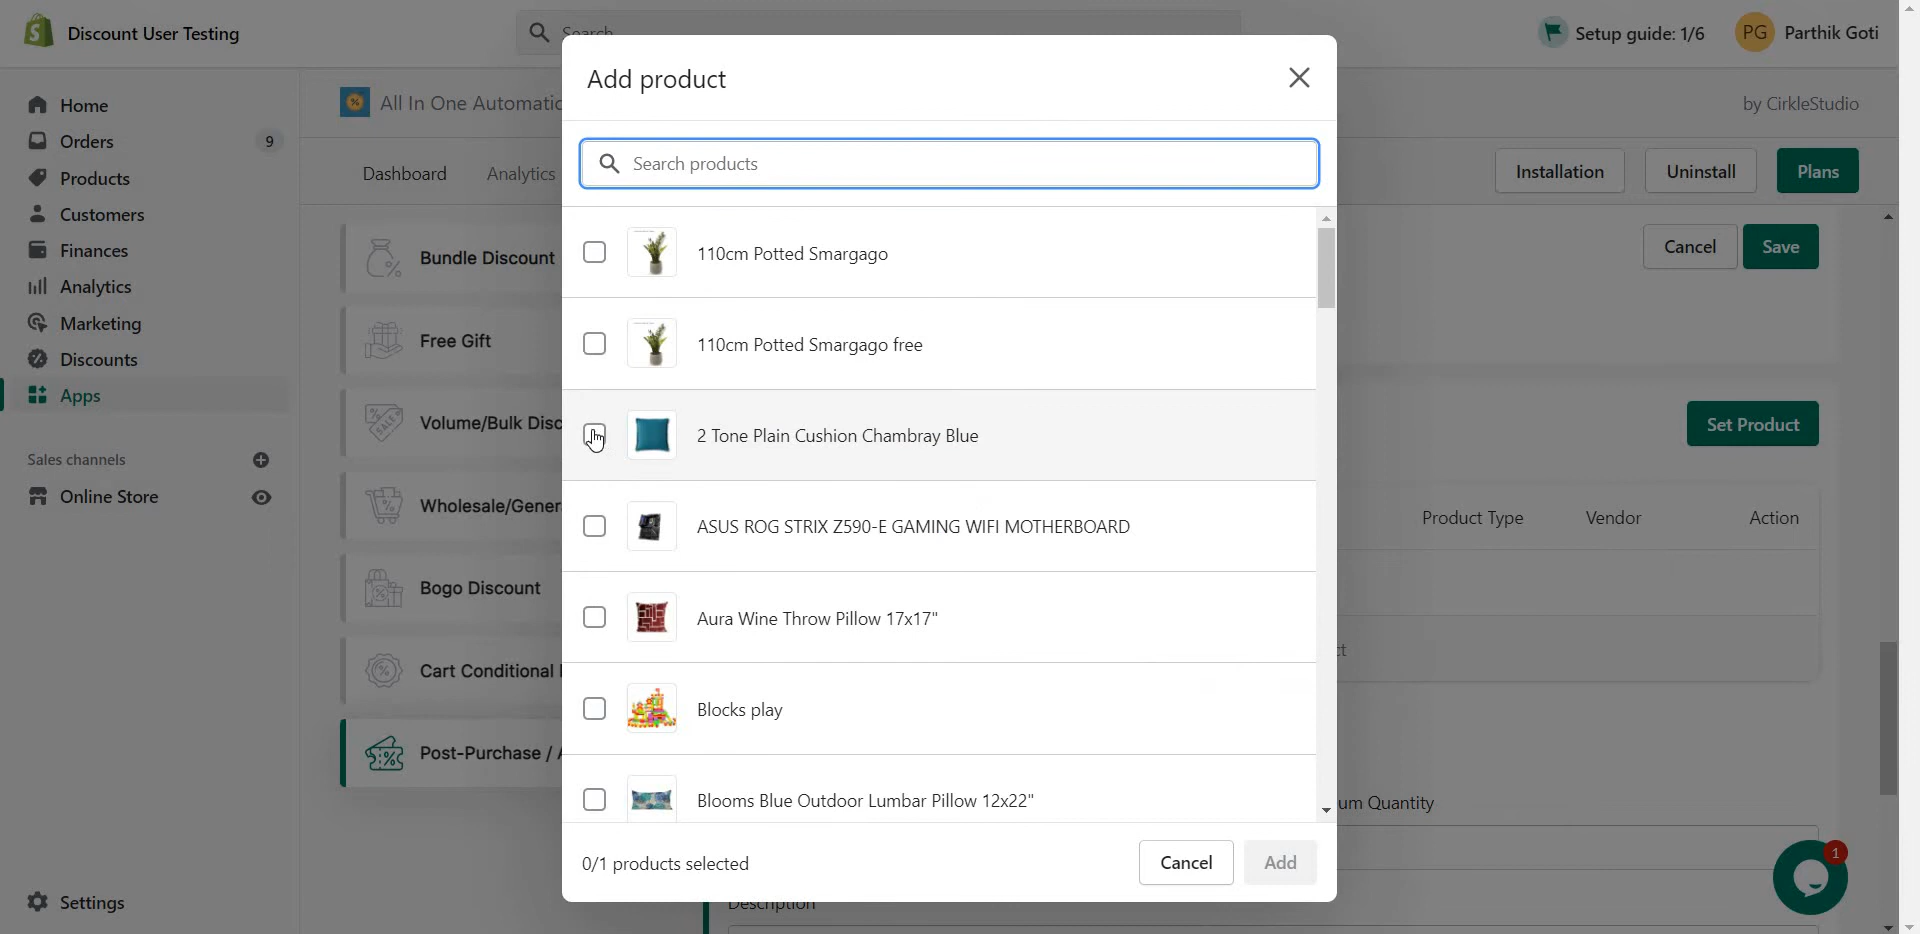 Discount User Testing
Search
Setup guide: 1/6
PG
Parthik Goti
Home
Orders
9
Products
Customers
Finances
Analytics
Marketing
Discounts
Apps
Sales channels
Online Store
Settings
All In One Automatic
by CirkleStudio
Dashboard
Analytics
Installation
Uninstall
Plans
Bundle Discount
Free Gift
Volume/Bulk Disc
Wholesale/Gener
Bogo Discount
Cart Conditional
Post-Purchase /
Cancel
Save
Set Product
Product Type
Vendor
Action
ct
um Quantity
Description
1
Add product
Search products
110cm Potted Smargago
110cm Potted Smargago free
2 Tone Plain Cushion Chambray Blue
ASUS ROG STRIX Z590-E GAMING WIFI MOTHERBOARD
Aura Wine Throw Pillow 17x17"
Blocks play
Blooms Blue Outdoor Lumbar Pillow 12x22"
0/1 products selected
Cancel
Add